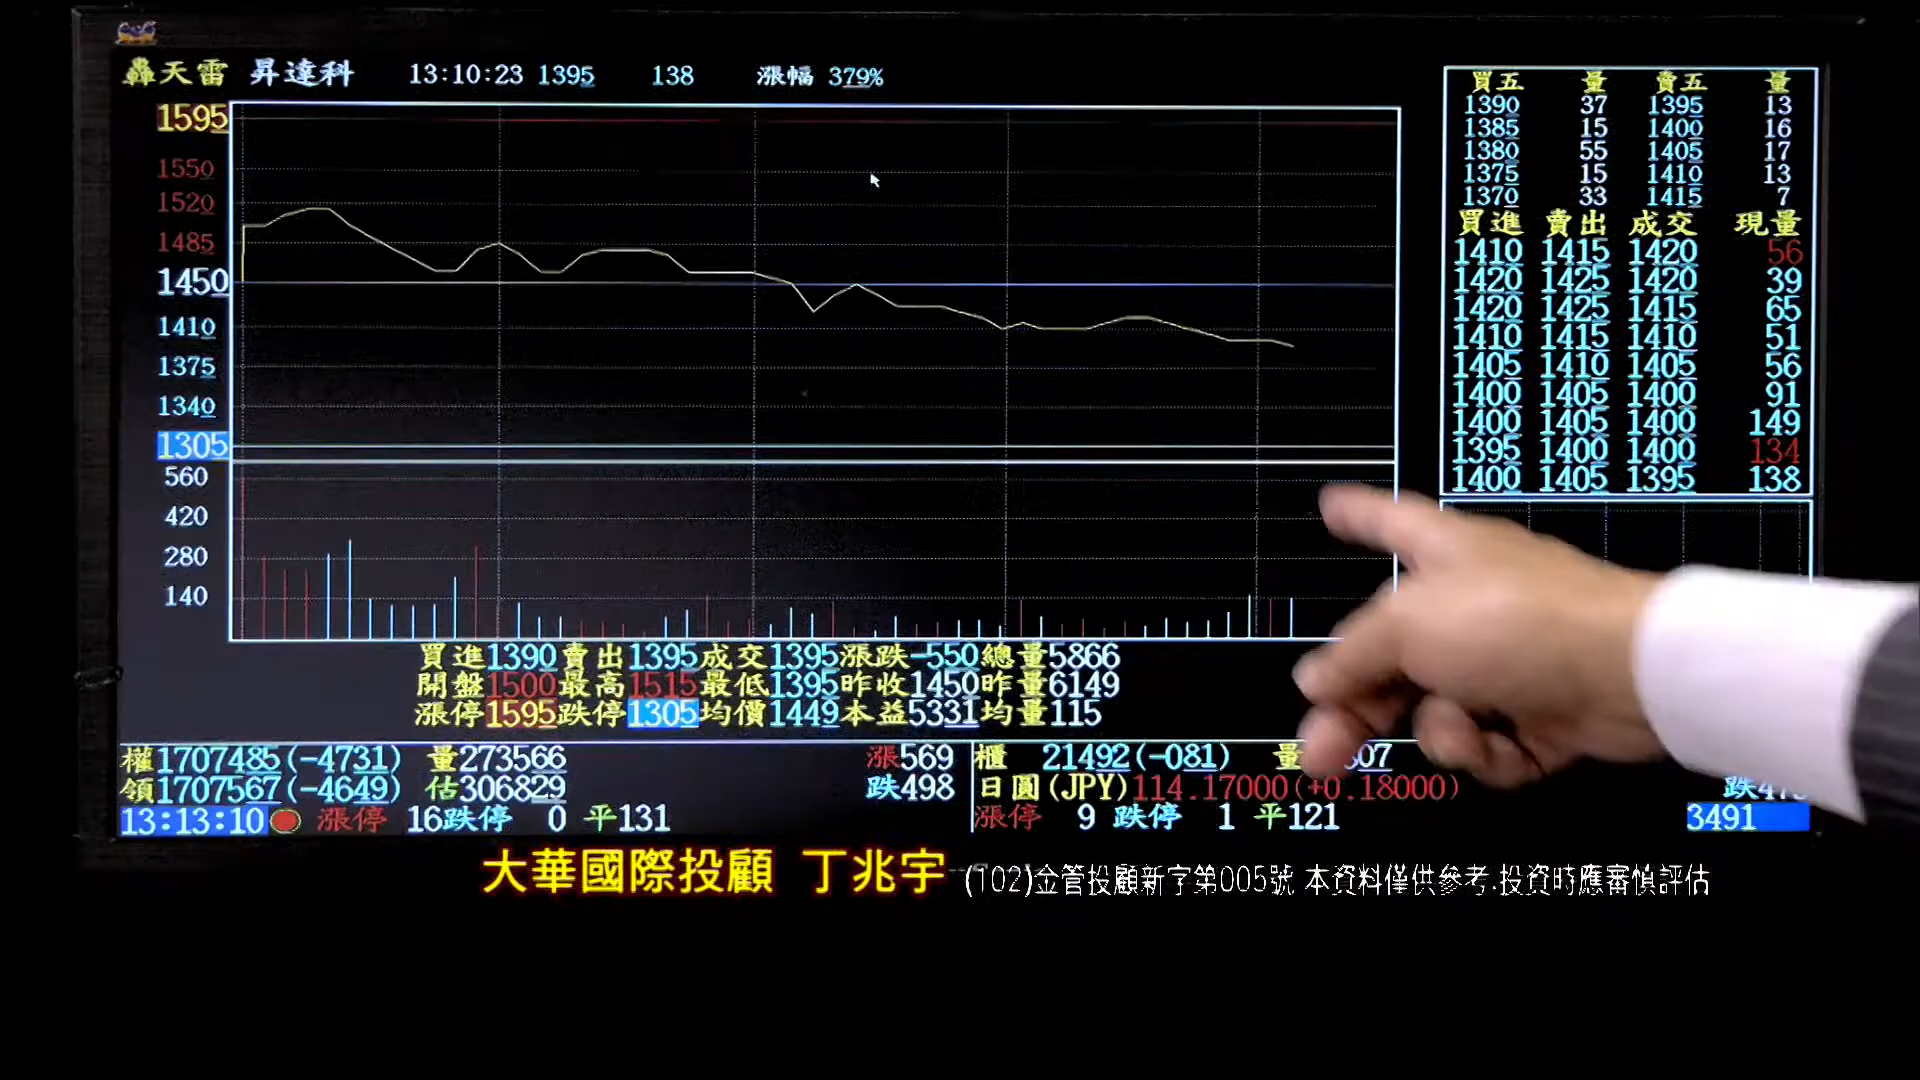 轟天雷 昇達科 13:10:23 1395 138 漲幅 379%
1595
1550
1520
1485
1450
1410
1375
1340
1305
560
420
280
140
買五 量 賣五 量
1390 37 1395 13
1385 15 1400 16
1380 55 1405 17
1375 15 1410 13
1370 33 1415 7
買進 賣出 成交 現量
1410 1415 1420 56
1420 1425 1420 39
1420 1425 1415 65
1410 1415 1410 51
1405 1410 1405 56
1400 1405 1400 91
1400 1405 1400 149
1395 1400 1400 134
1400 1405 1395 138
買進1390賣出1395成交1395漲跌-550總量5866
開盤1500最高1515最低1395昨收1450昨量6149
漲停1595跌停1305均價1449本益5331均量115
權1707485(-4731) 量273566 漲569 櫃 21492(-081) 量
領1707567(-4649) 估306829 跌498 日圓(JPY)114.17000(+0.18000)
13:13:10 漲停 16跌停 0 平131 漲停 9 跌停 1 平121 3491
大華國際投顧 丁兆宇 (102)金管投顧新字第005號 本資料僅供參考.投資時應審慎評估